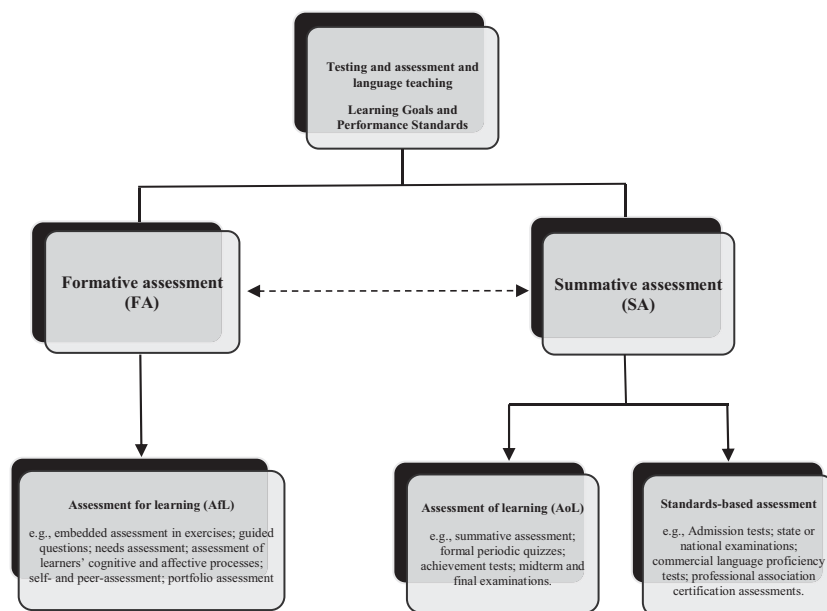 Testing and assessment and
language teaching
Learning Goals and
Performance Standards
Formative assessment
(FA)
Summative assessment
(SA)
Assessment for learning (AfL)
e.g., embedded assessment in exercises; guided
questions; needs assessment; assessment of
learners’ cognitive and affective processes;
self- and peer-assessment; portfolio assessment
Assessment of learning (AoL)
e.g., summative assessment;
formal periodic quizzes;
achievement tests; midterm and
final examinations.
Standards-based assessment
e.g., Admission tests; state or
national examinations;
commercial language proficiency
tests; professional association
certification assessments.